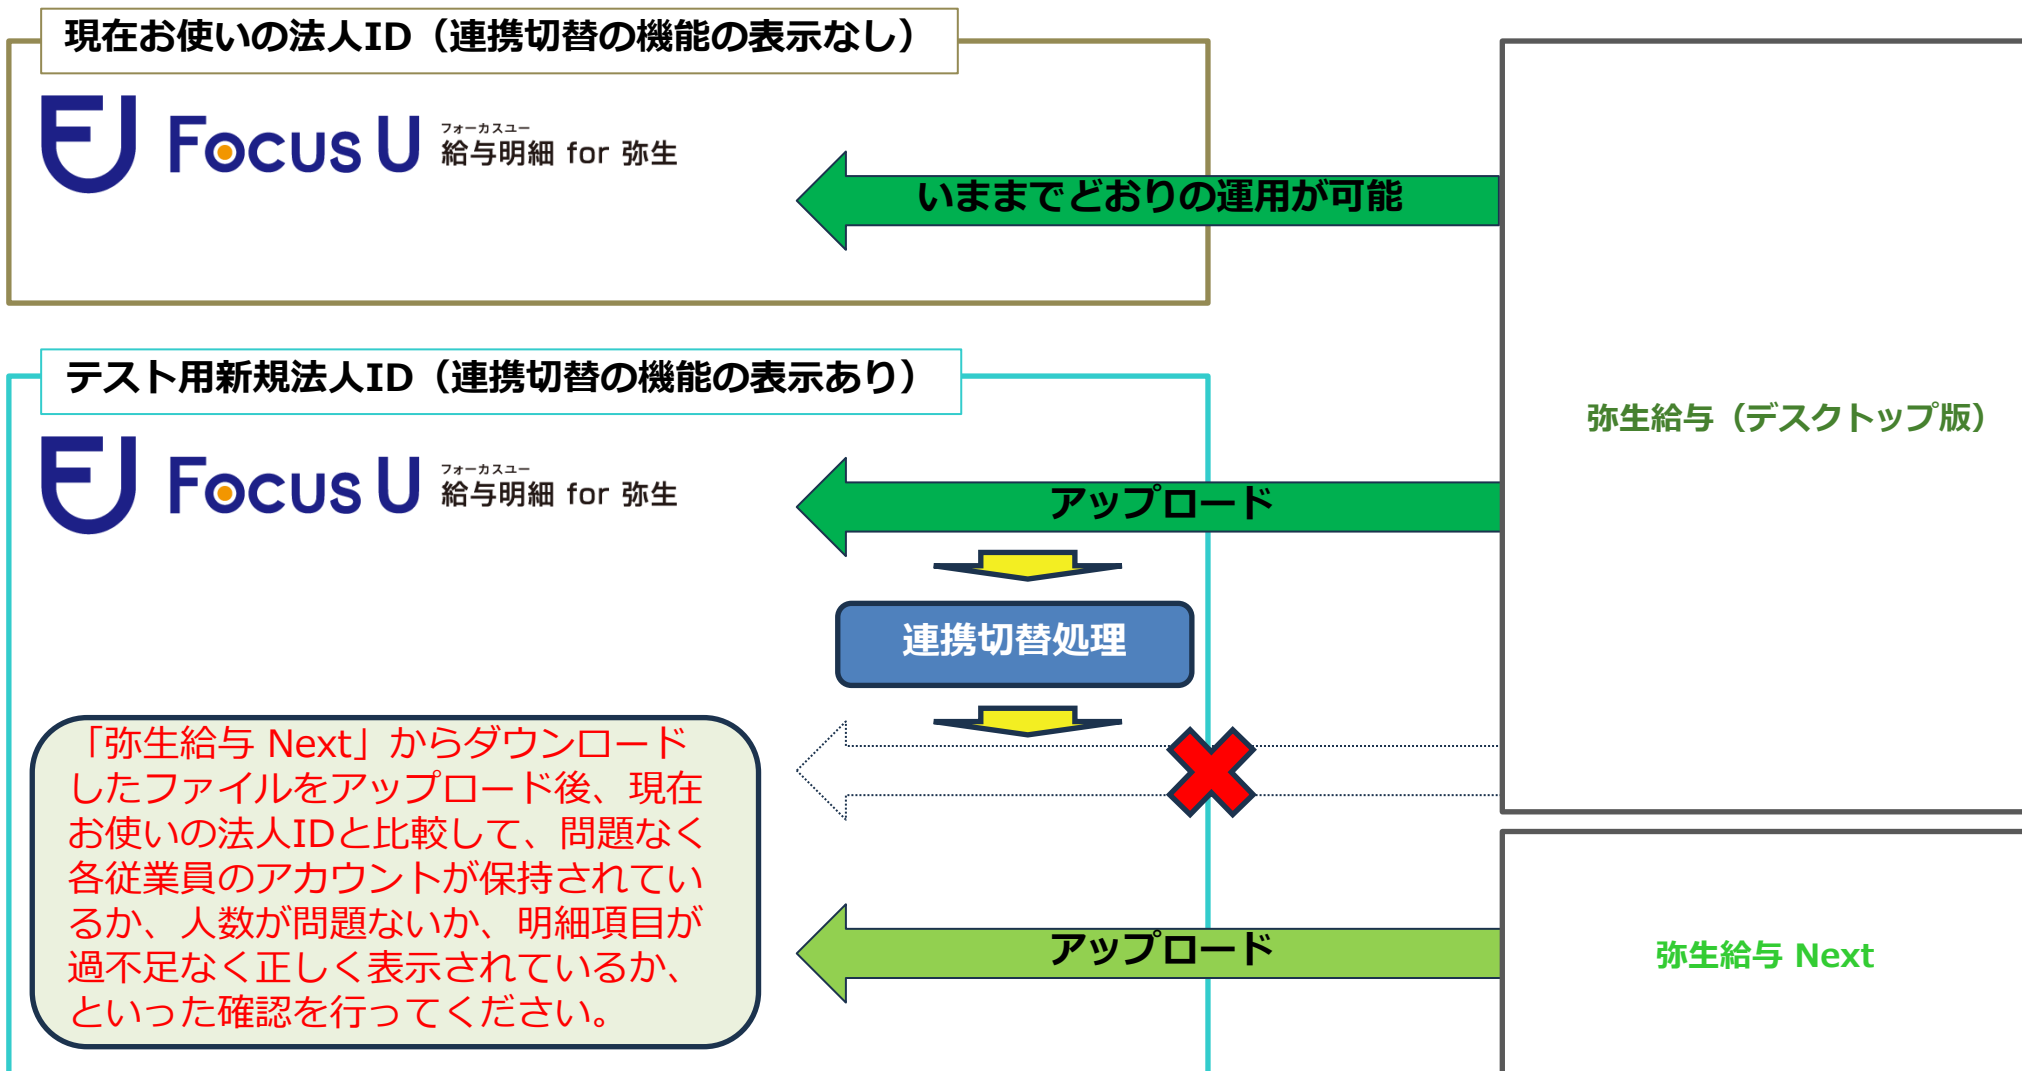 現在お使いの法人ID（連携切替の機能の表示なし）
Focus U
フォーカスユー
給与明細 for 弥生
いままでどおりの運用が可能
テスト用新規法人ID（連携切替の機能の表示あり）
Focus U
フォーカスユー
給与明細 for 弥生
弥生給与（デスクトップ版）
アップロード
連携切替処理
「弥生給与 Next」からダウンロード
したファイルをアップロード後、現在
お使いの法人IDと比較して、問題なく
各従業員のアカウントが保持されてい
るか、人数が問題ないか、明細項目が
過不足なく正しく表示されているか、
といった確認を行ってください。
アップロード
弥生給与 Next